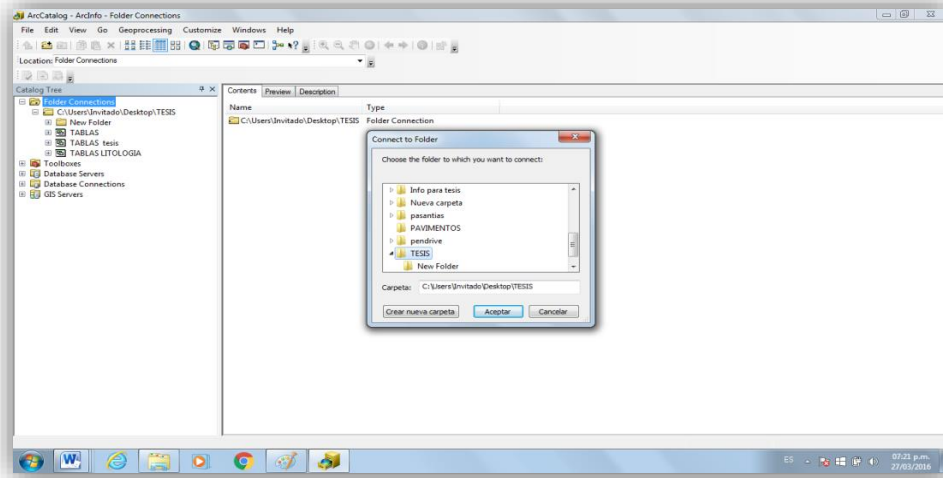 ArcCatalog - ArcInfo - Folder Connections
File Edit View Go Geoprocessing Customize Windows Help
Location: Folder Connections
Catalog Tree
Folder Connections
C:\Users\Invitado\Desktop\TESIS
New Folder
TABLAS
TABLAS tesis
TABLAS LITOLOGIA
Toolboxes
Database Servers
Database Connections
GIS Servers
Contents Preview Description
Name Type
C:\Users\Invitado\Desktop\TESIS Folder Connection
Connect to Folder
Choose the folder to which you want to connect:
Info para tesis
Nueva carpeta
pasantias
PAVIMENTOS
pendrive
TESIS
New Folder
Carpeta: C:\Users\Invitado\Desktop\TESIS
Crear nueva carpeta Aceptar Cancelar
ES 07:21 p.m.
27/03/2016